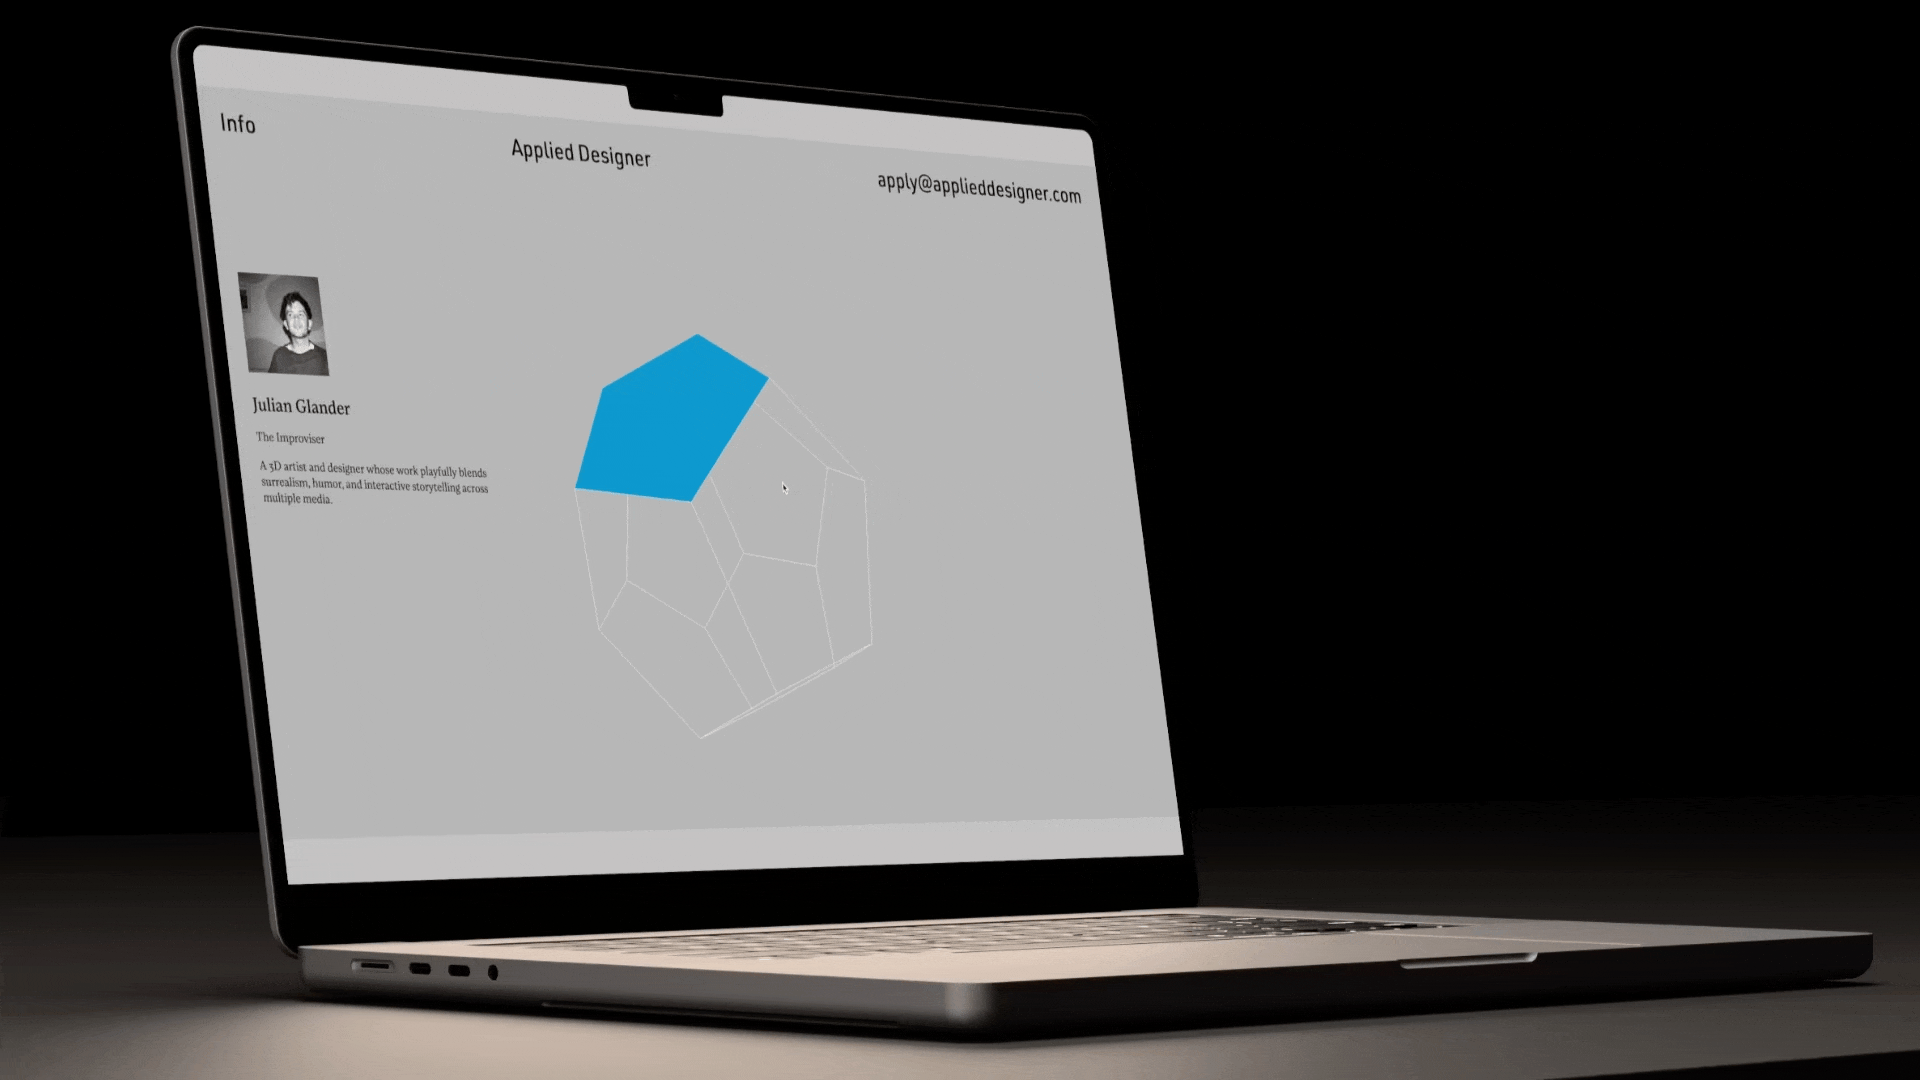 Info
Applied Designer
apply@applieddesigner.com
Julian Glander
The Improviser
A 3D artist and designer whose work playfully blends
surrealism, humor, and interactive storytelling across
multiple media.